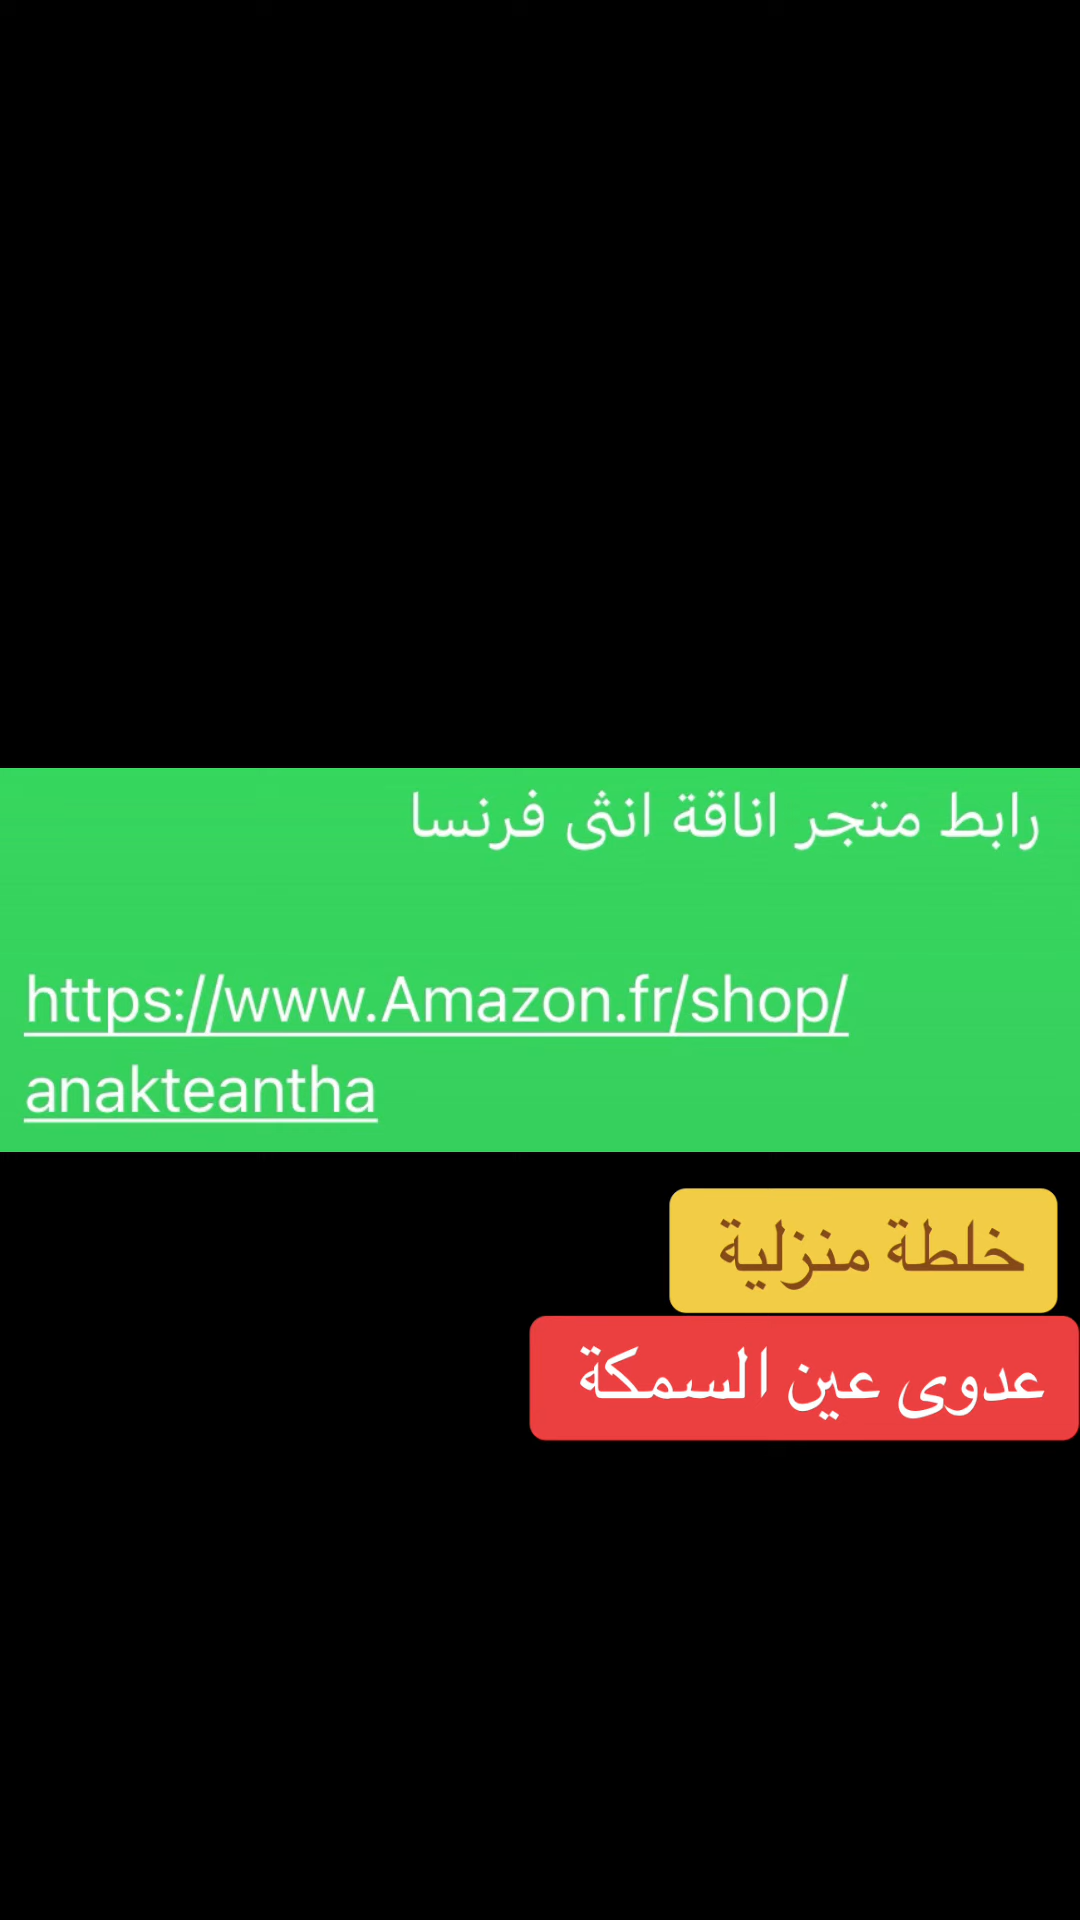 رابط متجر اناقة انثى فرنسا
https://www.Amazon.fr/shop/
anakteantha
خلطة منزلية
عدوى عين السمكة